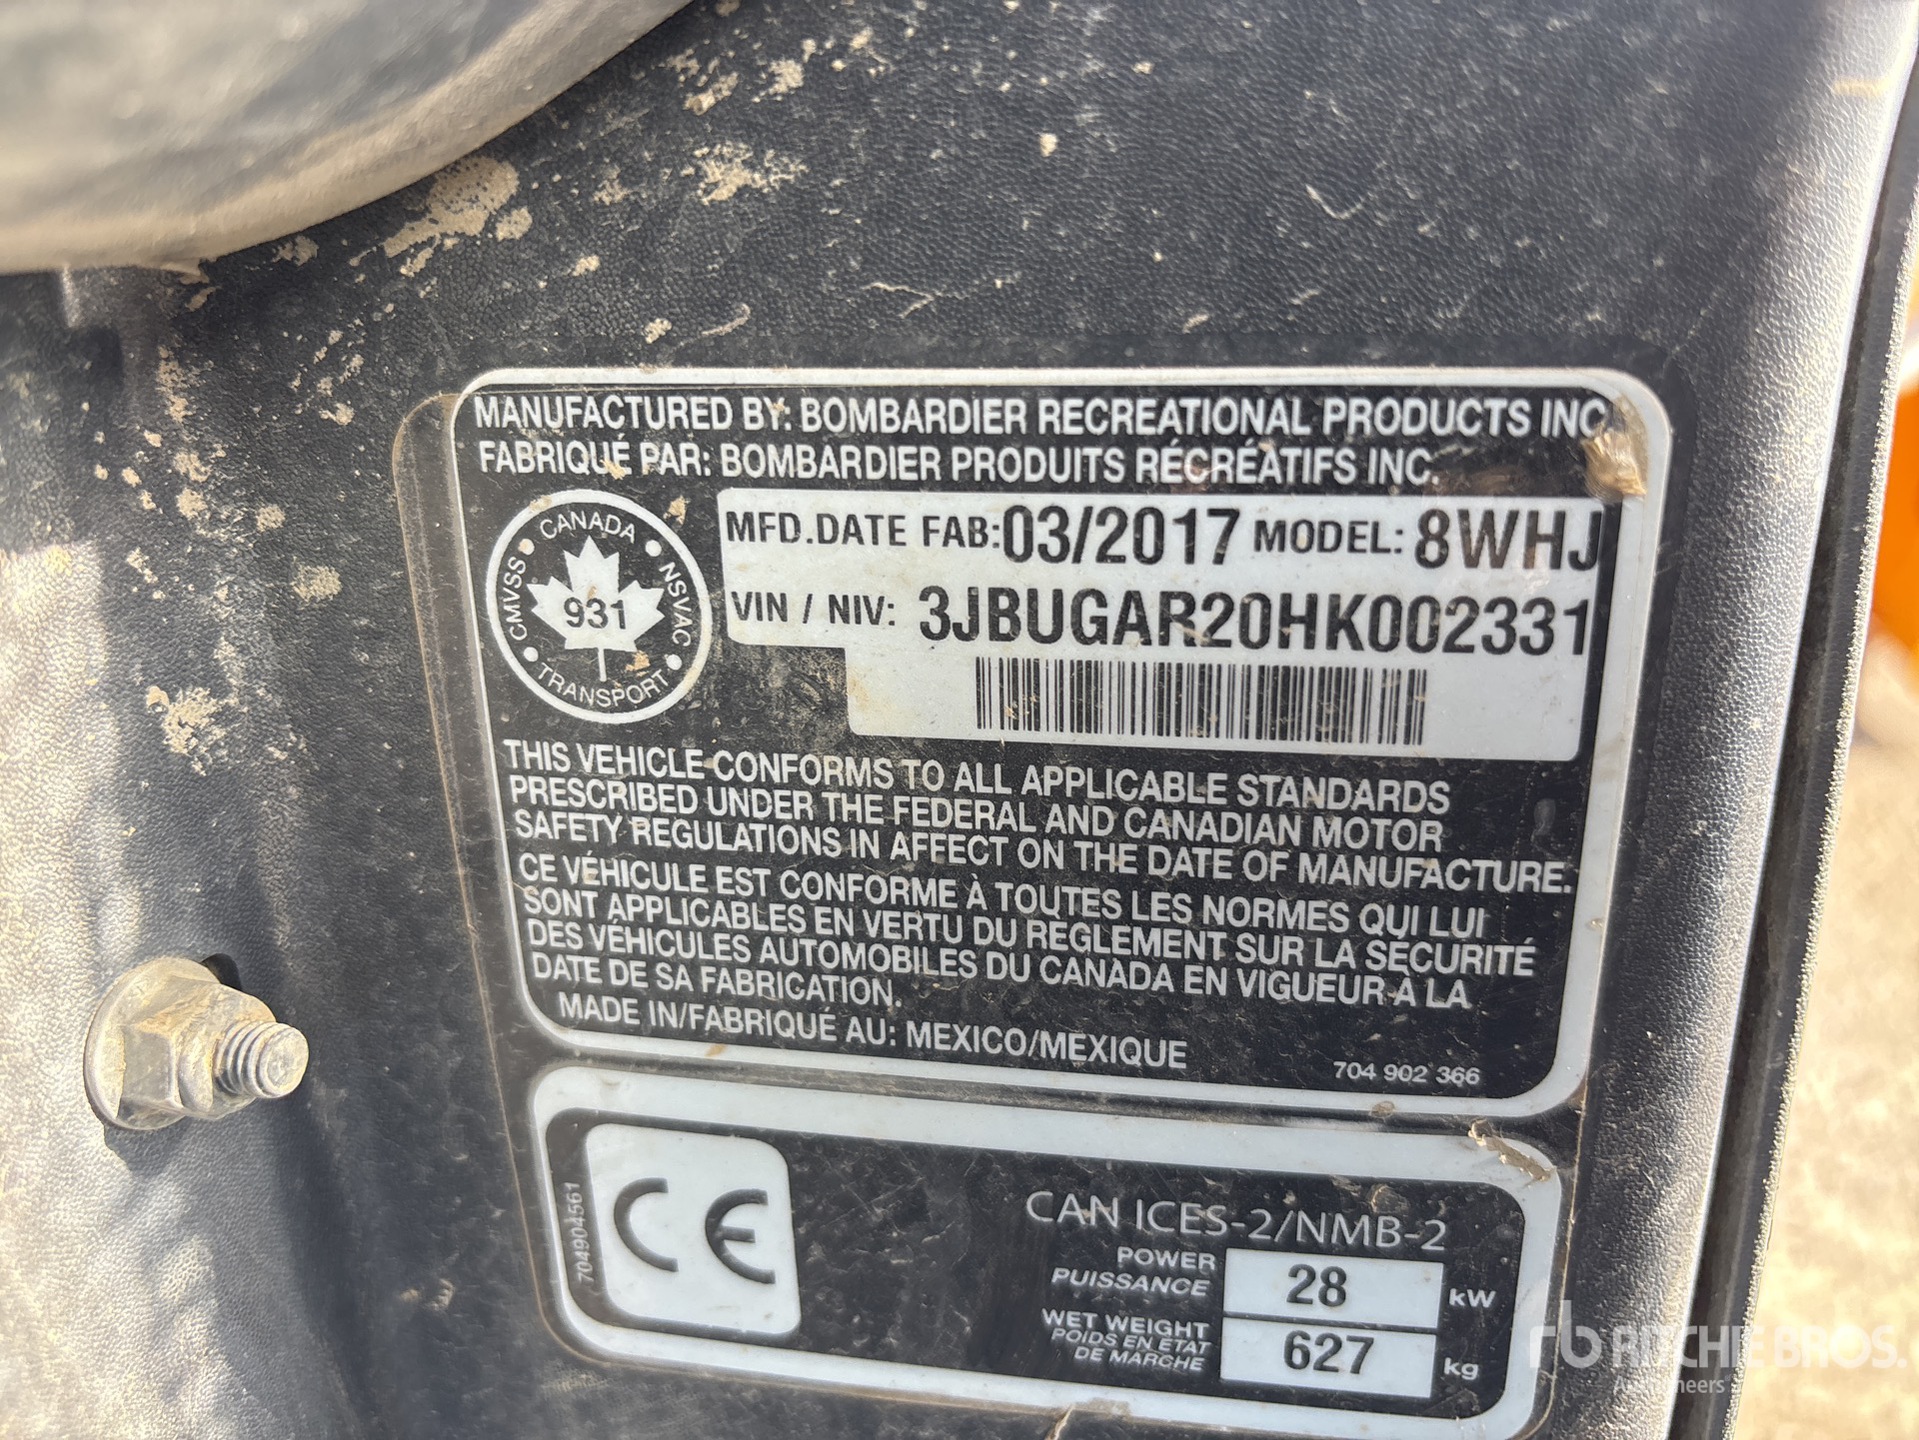 MANUFACTURED BY: BOMBARDIER RECREATIONAL PRODUCTS INC
FABRIQUÉ PAR: BOMBARDIER PRODUITS RÉCRÉATIFS INC.
CANADA
CMVSS
NSVAC
931
TRANSPORT
MFD.DATE FAB: 03/2017 MODEL: 8WHJ
VIN / NIV: 3JBUGAR20HK002331
THIS VEHICLE CONFORMS TO ALL APPLICABLE STANDARDS
PRESCRIBED UNDER THE FEDERAL AND CANADIAN MOTOR
SAFETY REGULATIONS IN AFFECT ON THE DATE OF MANUFACTURE.
CE VÉHICULE EST CONFORME À TOUTES LES NORMES QUI LUI
SONT APPLICABLES EN VERTU DU REGLEMENT SUR LA SÉCURITÉ
DES VÉHICULES AUTOMOBILES DU CANADA EN VIGUEUR À LA
DATE DE SA FABRICATION.
MADE IN/FABRIQUÉ AU: MEXICO/MEXIQUE
704 902 366
704904561
CE
CAN ICES-2/NMB-2
POWER
PUISSANCE
28 kW
WET WEIGHT
POIDS EN ETAT
DE MARCHE
627 kg
rb RITCHIE BROS.
Auctioneers